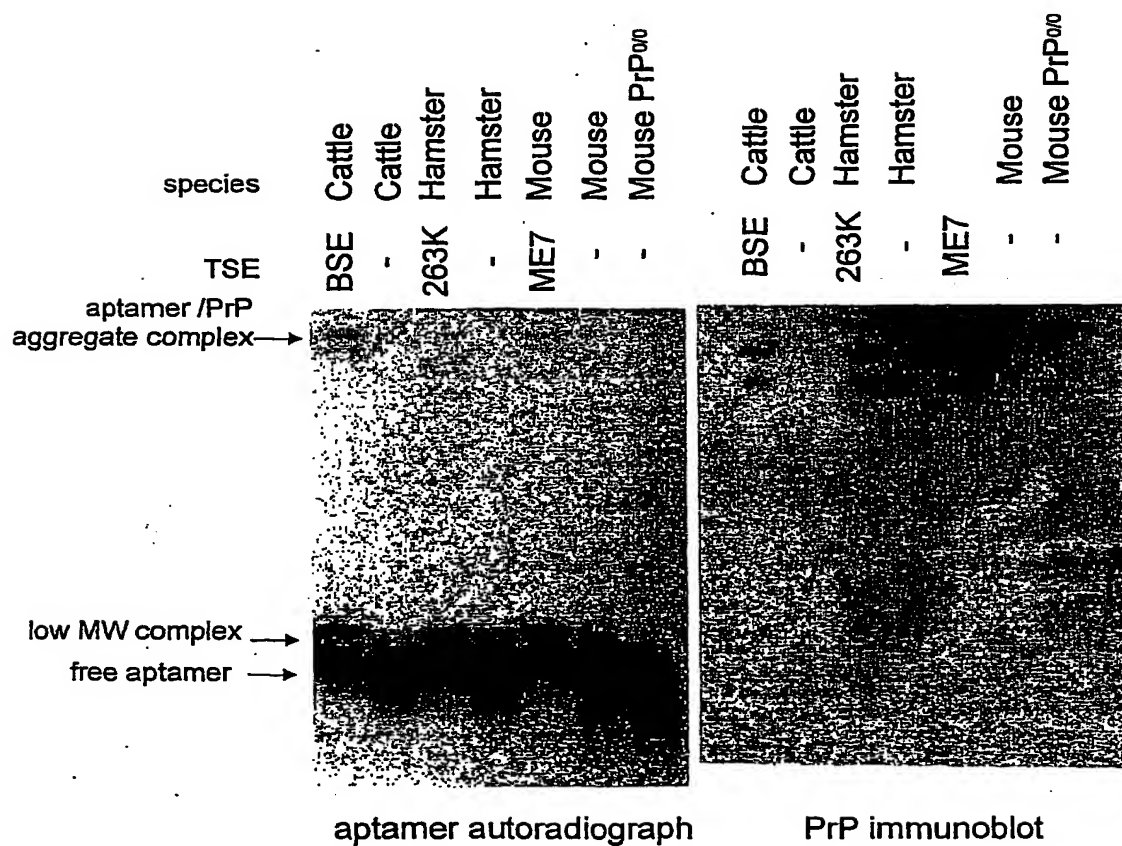 species Cattle Cattle Hamster Hamster Mouse Mouse Mouse PrP0/0 Cattle Cattle Hamster Hamster Mouse Mouse PrP0/0
TSE BSE - 263K - ME7 - - BSE - 263K - ME7 - -
aptamer /PrP
aggregate complex
low MW complex
free aptamer
aptamer autoradiograph PrP immunoblot